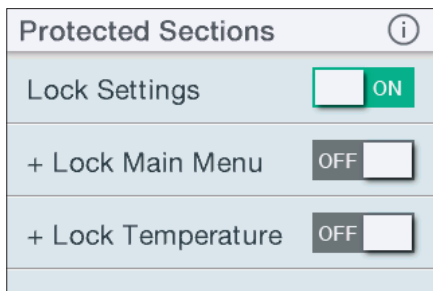 Protected Sections
Lock Settings ON
+ Lock Main Menu OFF
+ Lock Temperature OFF